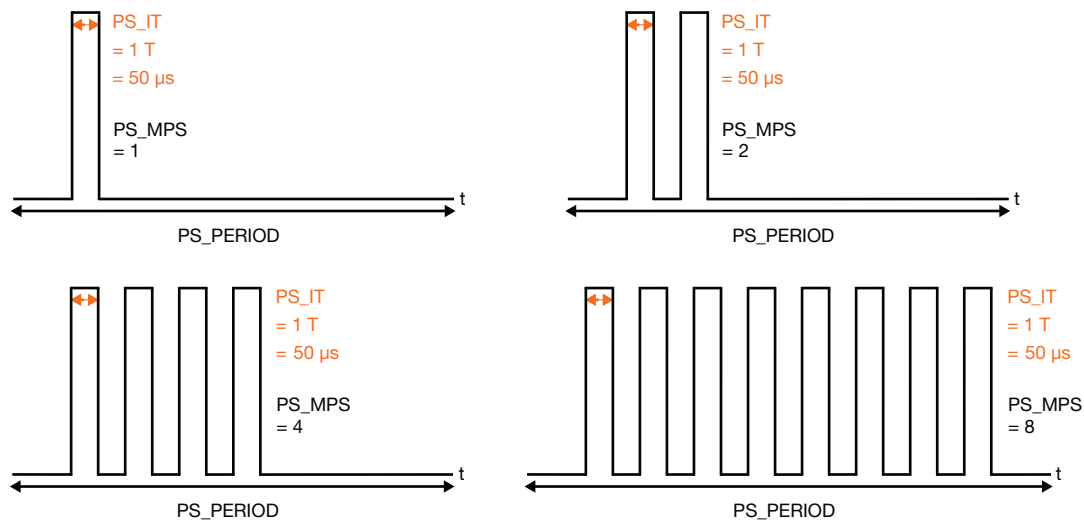 PS_IT
= 1 T
= 50 µs
PS_MPS
= 1
t
PS_PERIOD
PS_IT
= 1 T
= 50 µs
PS_MPS
= 2
t
PS_PERIOD
PS_IT
= 1 T
= 50 µs
PS_MPS
= 4
t
PS_PERIOD
PS_IT
= 1 T
= 50 µs
PS_MPS
= 8
t
PS_PERIOD